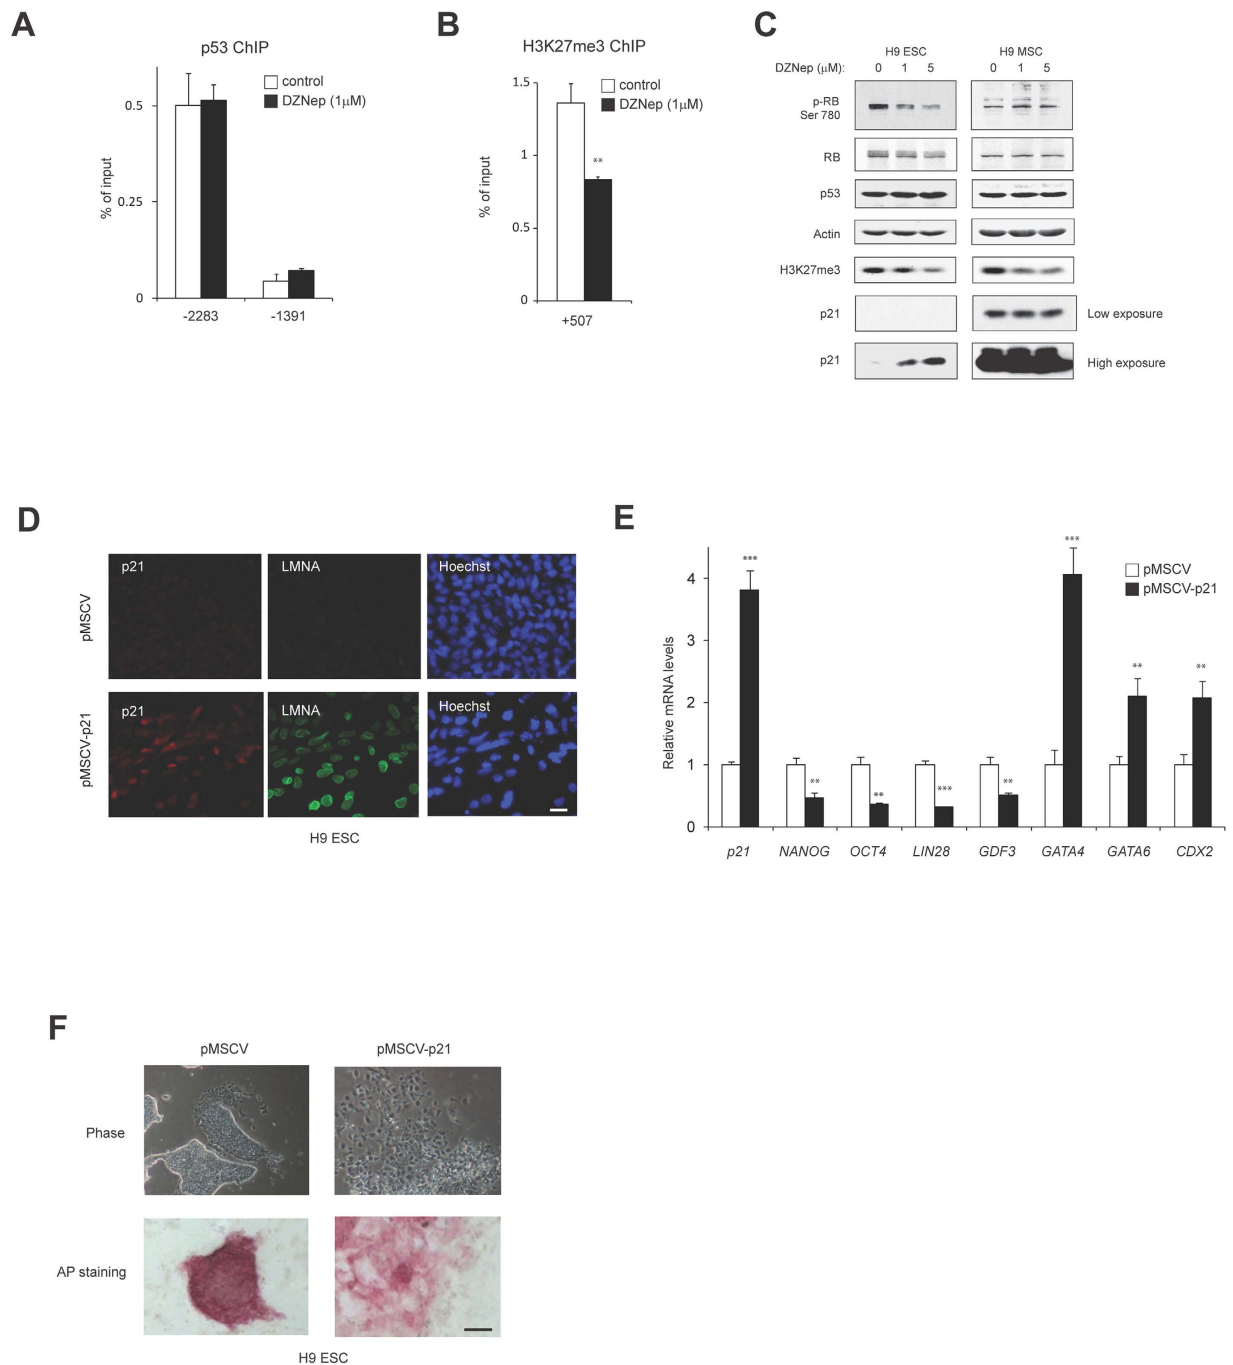 A
p53 ChIP
control
DZNep (1μM)
% of input
0.5
0.25
0
-2283
-1391
B
H3K27me3 ChIP
control
DZNep (1μM)
% of input
1.5
1
0.5
0
**
+507
C
H9 ESC
H9 MSC
DZNep (μM):
0 1 5
0 1 5
p-RB
Ser 780
RB
p53
Actin
H3K27me3
p21
Low exposure
p21
High exposure
D
pMSCV
p21
LMNA
Hoechst
pMSCV-p21
p21
LMNA
Hoechst
H9 ESC
E
pMSCV
pMSCV-p21
Relative mRNA levels
4
3
2
1
0
***
**
**
***
**
***
**
**
p21
NANOG
OCT4
LIN28
GDF3
GATA4
GATA6
CDX2
F
pMSCV
pMSCV-p21
Phase
AP staining
H9 ESC